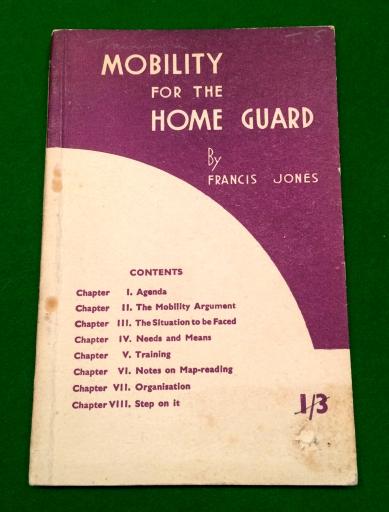 MOBILITY
FOR THE
HOME GUARD
By
FRANCIS JONES
CONTENTS
Chapter I. Agenda
Chapter II. The Mobility Argument
Chapter III. The Situation to be Faced
Chapter IV. Needs and Means
Chapter V. Training
Chapter VI. Notes on Map-reading
Chapter VII. Organisation
Chapter VIII. Step on it
1/3